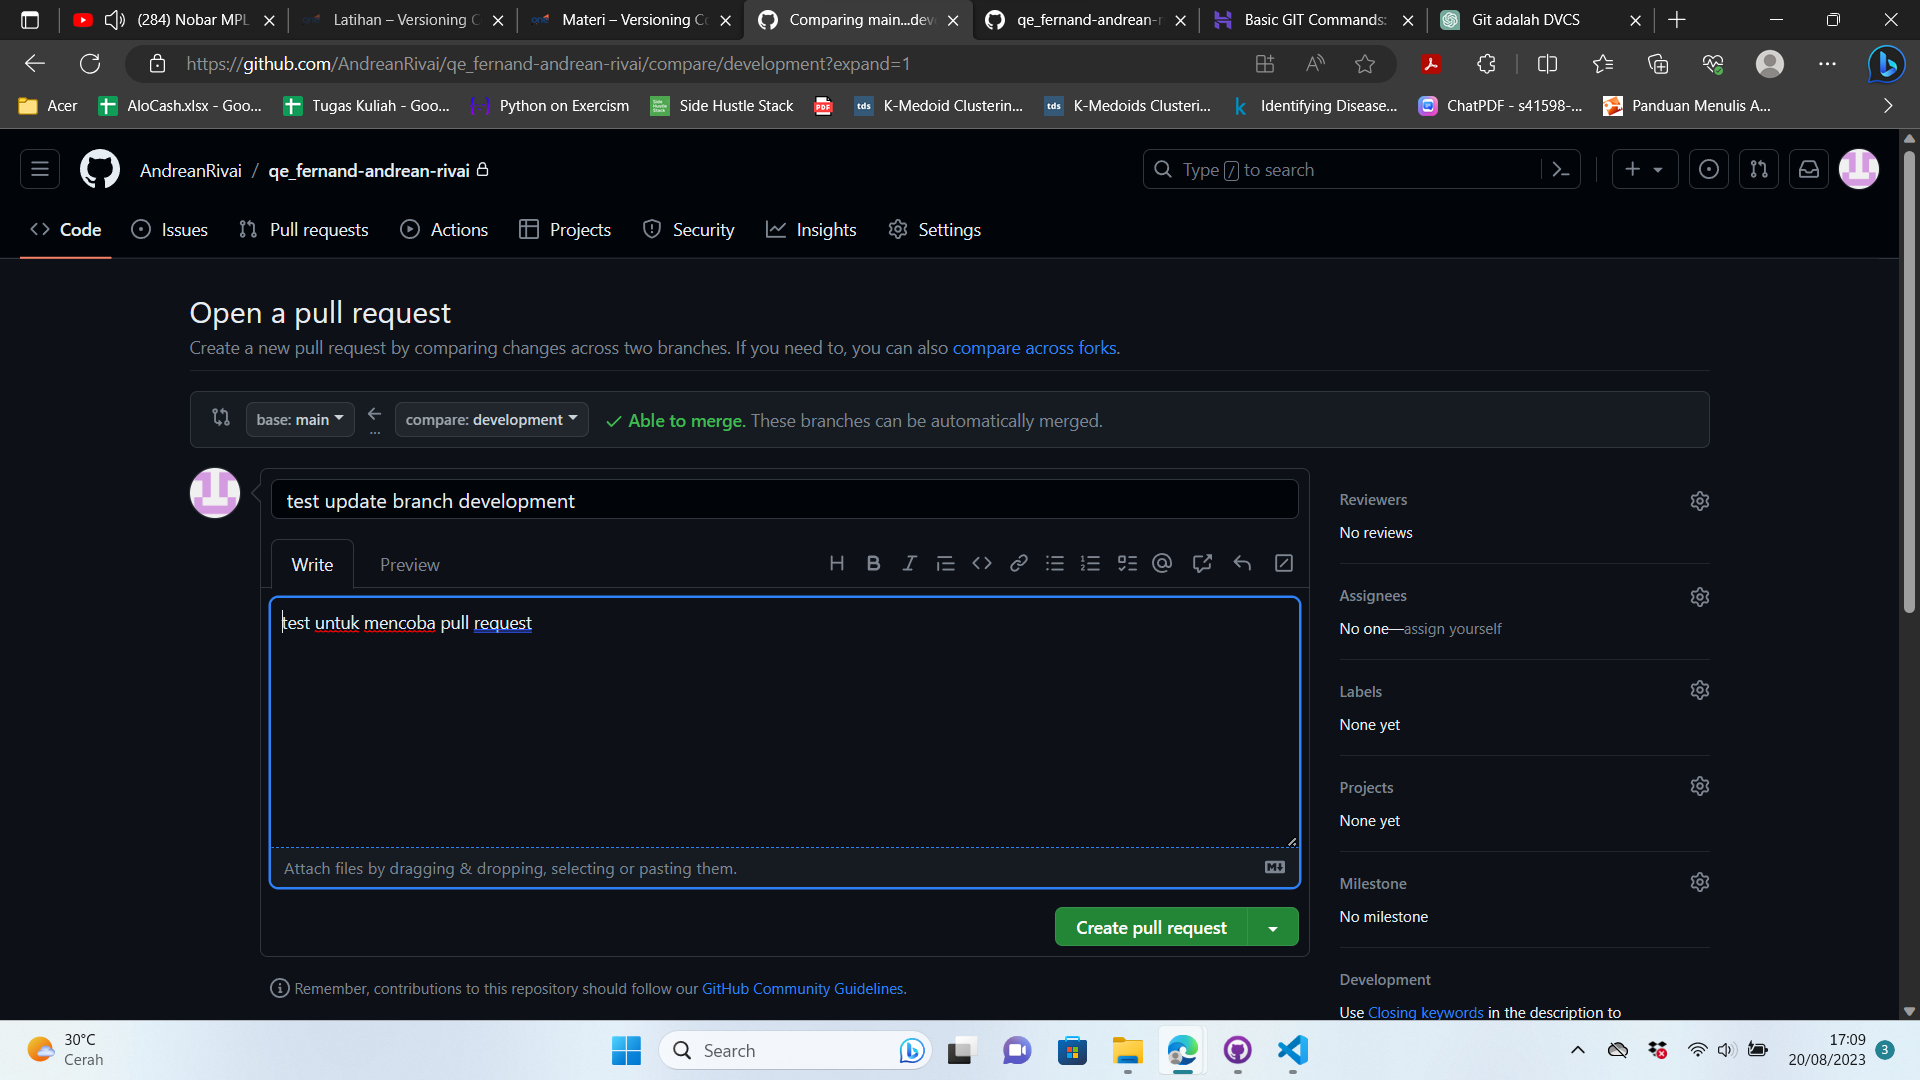 (284) Nobar MPL
Latihan – Versioning C
Materi – Versioning Co
Comparing main...deve
qe_fernand-andrean-r
Basic GIT Commands:
Git adalah DVCS
https://github.com/AndreanRivai/qe_fernand-andrean-rivai/compare/development?expand=1
Acer
AloCash.xlsx - Goo...
Tugas Kuliah - Goo...
Python on Exercism
Side Hustle Stack
K-Medoid Clusterin...
K-Medoids Clusteri...
Identifying Disease...
ChatPDF - s41598-...
Panduan Menulis A...
AndreanRivai / qe_fernand-andrean-rivai
Type / to search
Code
Issues
Pull requests
Actions
Projects
Security
Insights
Settings
Open a pull request
Create a new pull request by comparing changes across two branches. If you need to, you can also compare across forks.
base: main
...
compare: development
Able to merge. These branches can be automatically merged.
test update branch development
Write
Preview
test untuk mencoba pull request
Attach files by dragging & dropping, selecting or pasting them.
Create pull request
Remember, contributions to this repository should follow our GitHub Community Guidelines.
Reviewers
No reviews
Assignees
No one—assign yourself
Labels
None yet
Projects
None yet
Milestone
No milestone
Development
Use Closing keywords in the description to
30°C
Cerah
Search
17:09
20/08/2023
3